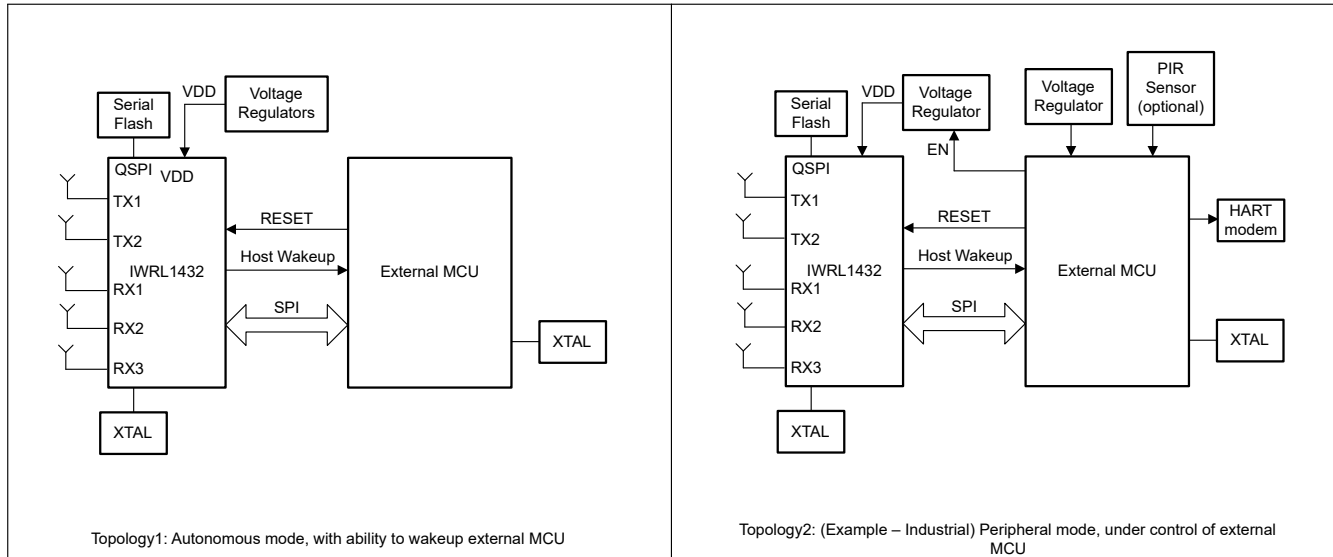 VDD
Serial
Flash
Voltage
Regulators
QSPI
VDD
TX1
TX2
IWRL1432
RX1
RX2
RX3
RESET
Host Wakeup
SPI
External MCU
XTAL
XTAL
Topology1: Autonomous mode, with ability to wakeup external MCU
VDD
Serial
Flash
Voltage
Regulator
EN
Voltage
Regulator
PIR
Sensor
(optional)
QSPI
TX1
TX2
IWRL1432
RX1
RX2
RX3
RESET
Host Wakeup
SPI
External MCU
HART
modem
XTAL
XTAL
Topology2: (Example – Industrial) Peripheral mode, under control of external
MCU